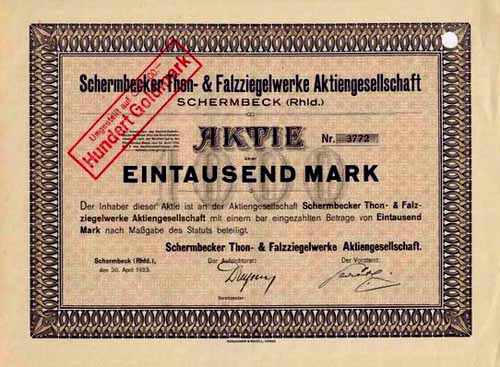 Schermbecker Thon- & Falzziegelwerke Aktiengesellschaft
SCHERMBECK (Rhld.)
Umgestellt auf
Hundert Goldmark
AKTIE
Nr. 3772
über
1000
EINTAUSEND MARK
Der Inhaber dieser Aktie ist an der Aktiengesellschaft Schermbecker Thon- & Falz-
ziegelwerke Aktiengesellschaft mit einem bar eingezahlten Betrage von Eintausend
Mark nach Maßgabe des Statuts beteiligt.
Schermbecker Thon- & Falzziegelwerke Aktiengesellschaft.
Schermbeck (Rhld.),
den 30. April 1923.
Der Aufsichtsrat:
Der Vorstand: